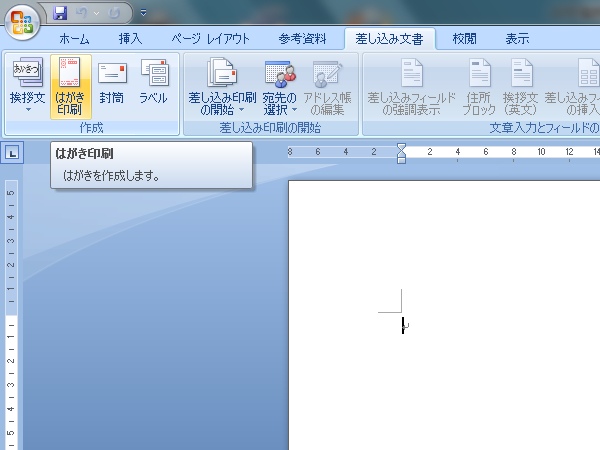 ホーム 挿入 ページ レイアウト 参考資料 差し込み文書 校閲 表示
あいさつ
挨拶文 はがき 封筒 ラベル 差し込み印刷 宛先の アドレス帳 差し込みフィールド 住所 挨拶文 差し込みフィ
印刷 の開始 選択 の編集 の強調表示 ブロック (英文) の挿入
作成 差し込み印刷の開始 文章入力とフィールドの
はがき印刷
はがきを作成します。
8 6 4 2 2 4 6 8 10 12 14
5
4
3
2
1
1
2
3
4
5